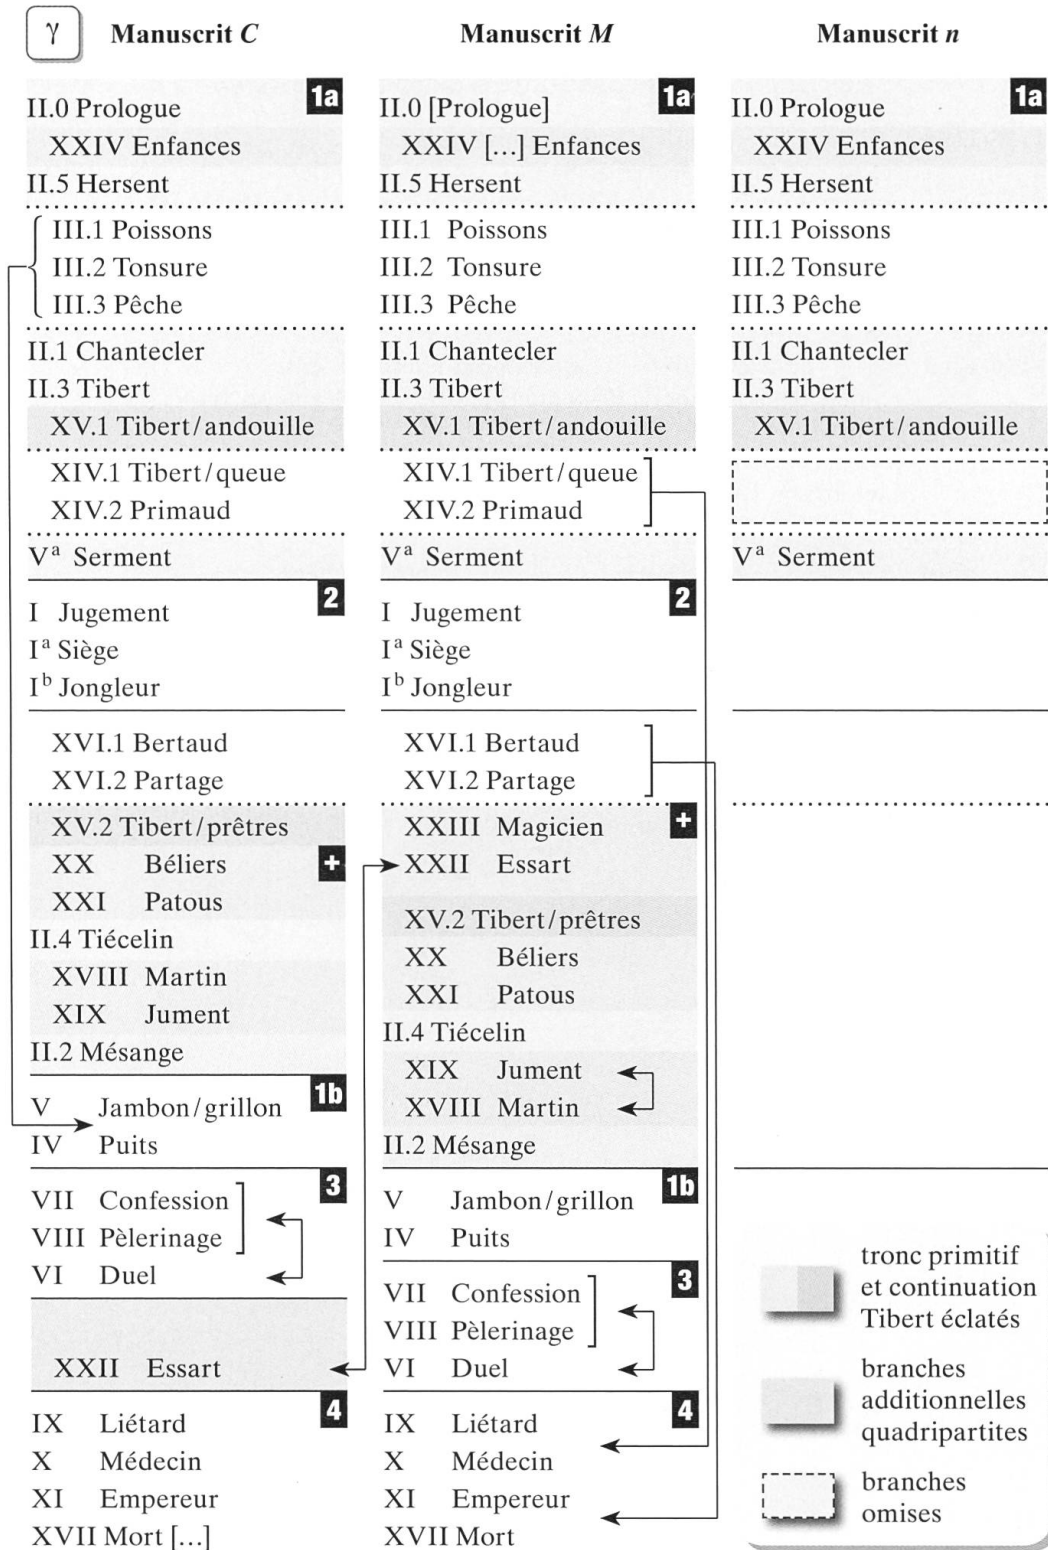 γ Manuscrit C
1a
II.0 Prologue
XXIV Enfances
II.5 Hersent
III.1 Poissons
III.2 Tonsure
III.3 Pêche
II.1 Chantecler
II.3 Tibert
XV.1 Tibert/andouille
XIV.1 Tibert/queue
XIV.2 Primaud
Vª Serment
2
I Jugement
Iª Siège
Iᵇ Jongleur
XVI.1 Bertaud
XVI.2 Partage
XV.2 Tibert/prêtres
XX Béliers +
XXI Patous
II.4 Tiécelin
XVIII Martin
XIX Jument
II.2 Mésange
1b
V Jambon/grillon
IV Puits
3
VII Confession
VIII Pèlerinage
VI Duel
XXII Essart
4
IX Liétard
X Médecin
XI Empereur
XVII Mort [...]
Manuscrit M
1a
II.0 [Prologue]
XXIV [...] Enfances
II.5 Hersent
III.1 Poissons
III.2 Tonsure
III.3 Pêche
II.1 Chantecler
II.3 Tibert
XV.1 Tibert/andouille
XIV.1 Tibert/queue
XIV.2 Primaud
Vª Serment
2
I Jugement
Iª Siège
Iᵇ Jongleur
XVI.1 Bertaud
XVI.2 Partage
XXIII Magicien +
XXII Essart
XV.2 Tibert/prêtres
XX Béliers
XXI Patous
II.4 Tiécelin
XIX Jument
XVIII Martin
II.2 Mésange
1b
V Jambon/grillon
IV Puits
3
VII Confession
VIII Pèlerinage
VI Duel
4
IX Liétard
X Médecin
XI Empereur
XVII Mort
Manuscrit n
1a
II.0 Prologue
XXIV Enfances
II.5 Hersent
III.1 Poissons
III.2 Tonsure
III.3 Pêche
II.1 Chantecler
II.3 Tibert
XV.1 Tibert/andouille
Vª Serment
tronc primitif
et continuation
Tibert éclatés
branches
additionnelles
quadripartites
branches
omises